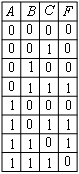 A B C F
0 0 0 0
0 0 1 0
0 1 0 0
0 1 1 1
1 0 0 0
1 0 1 1
1 1 0 1
1 1 1 0